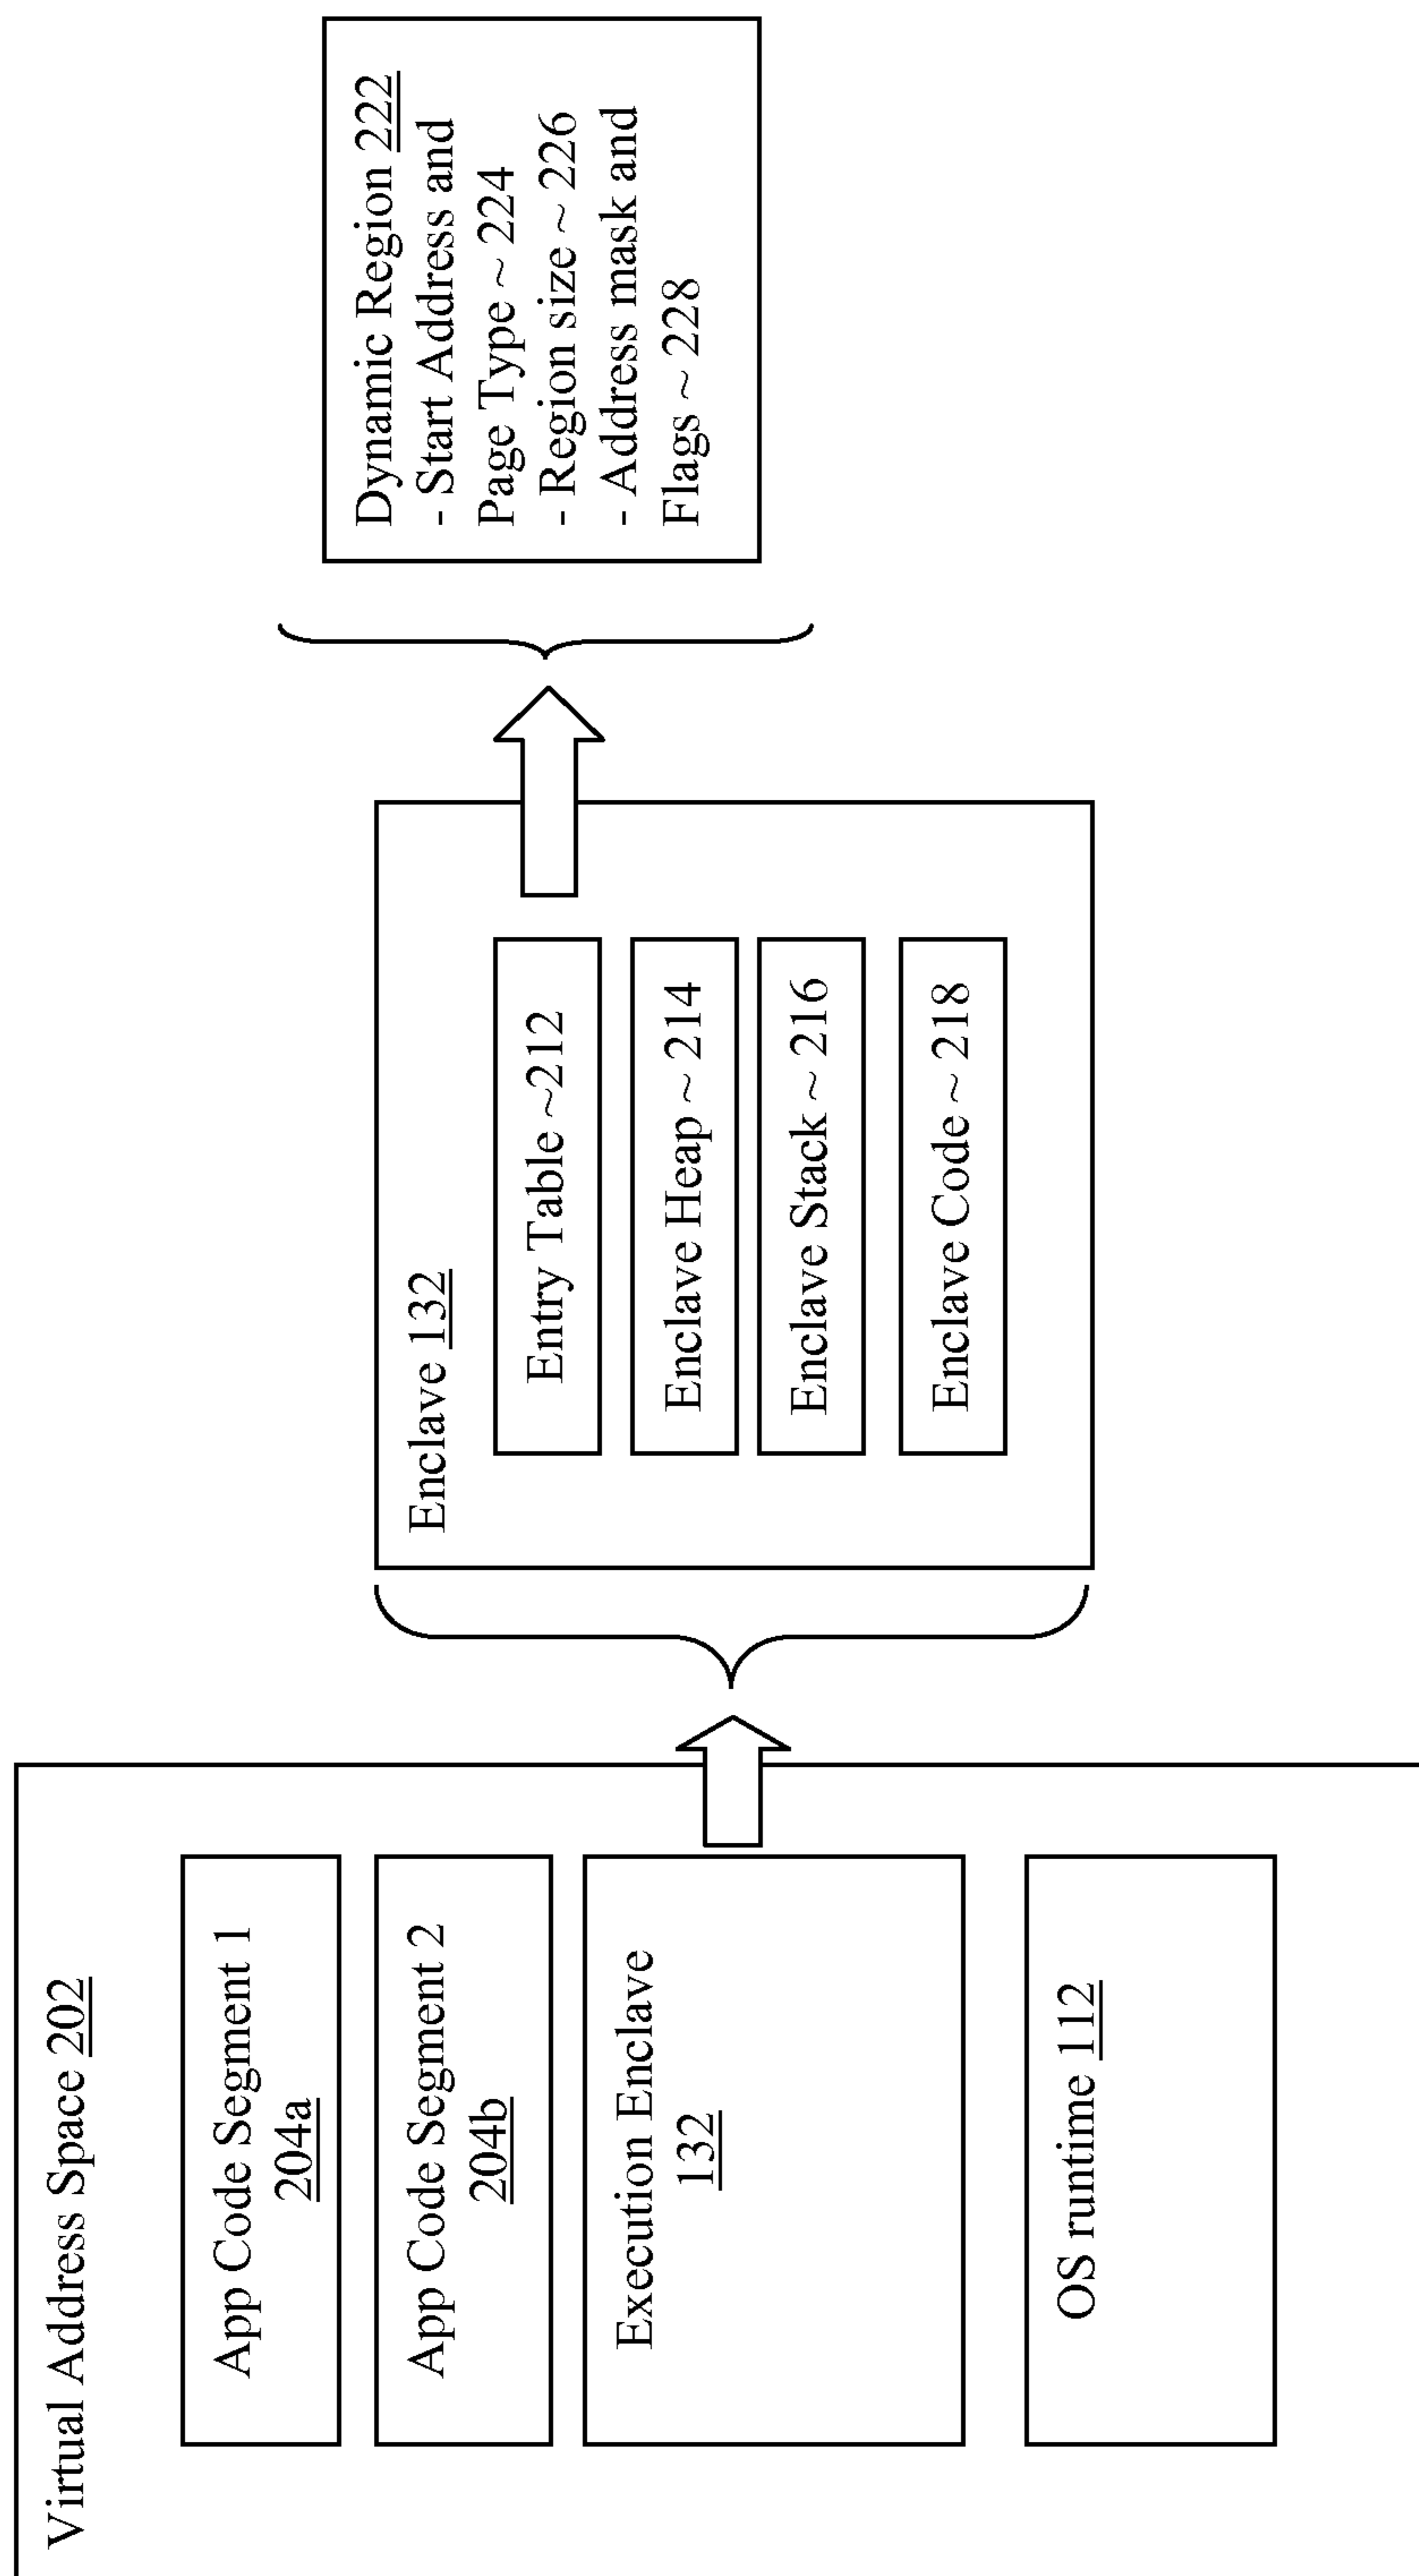 Virtual Address Space 202
App Code Segment 1
204a
App Code Segment 2
204b
Execution Enclave
132
OS runtime 112
Enclave 132
Entry Table ~212
Enclave Heap ~ 214
Enclave Stack ~ 216
Enclave Code ~ 218
Dynamic Region 222
- Start Address and
Page Type ~ 224
- Region size ~ 226
- Address mask and
Flags ~ 228